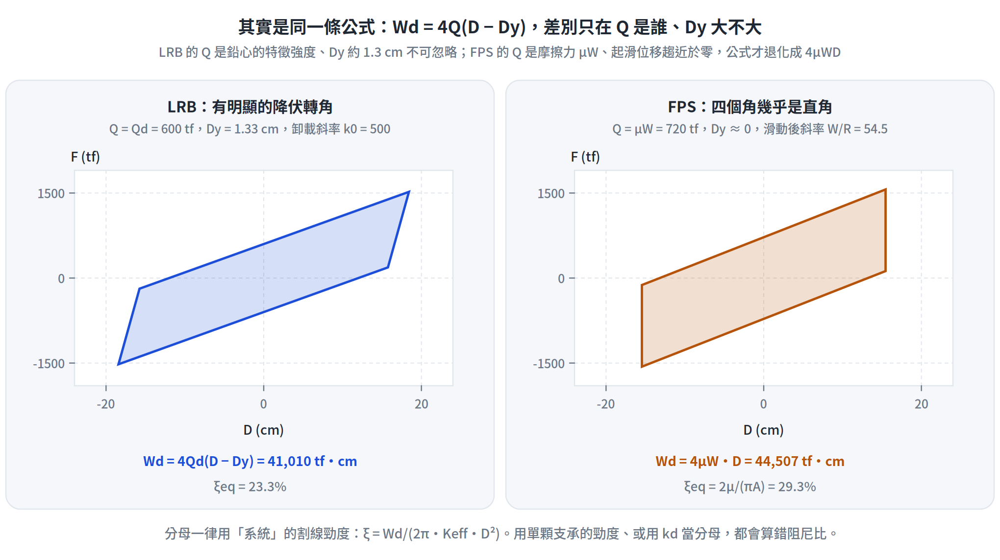 其實是同一條公式：Wd = 4Q(D − Dy)，差別只在 Q 是誰、Dy 大不大
LRB 的 Q 是鉛心的特徵強度、Dy 約 1.3 cm 不可忽略；FPS 的 Q 是摩擦力 μW、起滑位移趨近於零，公式才退化成 4μWD
LRB：有明顯的降伏轉角
Q = Qd = 600 tf，Dy = 1.33 cm，卸載斜率 k0 = 500
F (tf)
1500
0
-1500
-20
0
20
D (cm)
Wd = 4Qd(D − Dy) = 41,010 tf・cm
ξeq = 23.3%
FPS：四個角幾乎是直角
Q = μW = 720 tf，Dy ≈ 0，滑動後斜率 W/R = 54.5
F (tf)
1500
0
-1500
-20
0
20
D (cm)
Wd = 4μW・D = 44,507 tf・cm
ξeq = 2μ/(πA) = 29.3%
分母一律用「系統」的割線勁度：ξ = Wd/(2π・Keff・D²)。用單顆支承的勁度、或用 kd 當分母，都會算錯阻尼比。